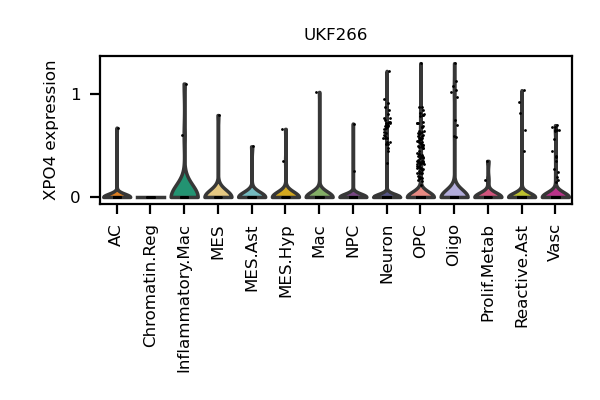 UKF266
XPO4 expression
1
0
AC
Chromatin.Reg
Inflammatory.Mac
MES
MES.Ast
MES.Hyp
Mac
NPC
Neuron
OPC
Oligo
Prolif.Metab
Reactive.Ast
Vasc